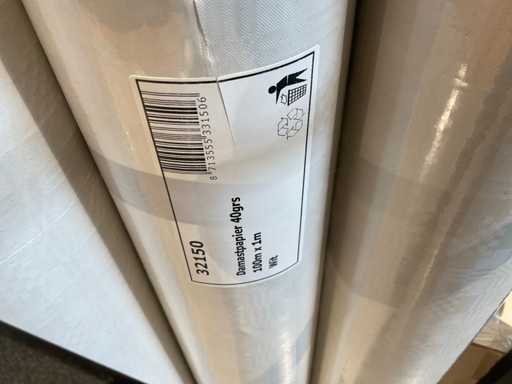 8 713555 331506
32150
Damastpapier 40grs
100m x 1m
Wit